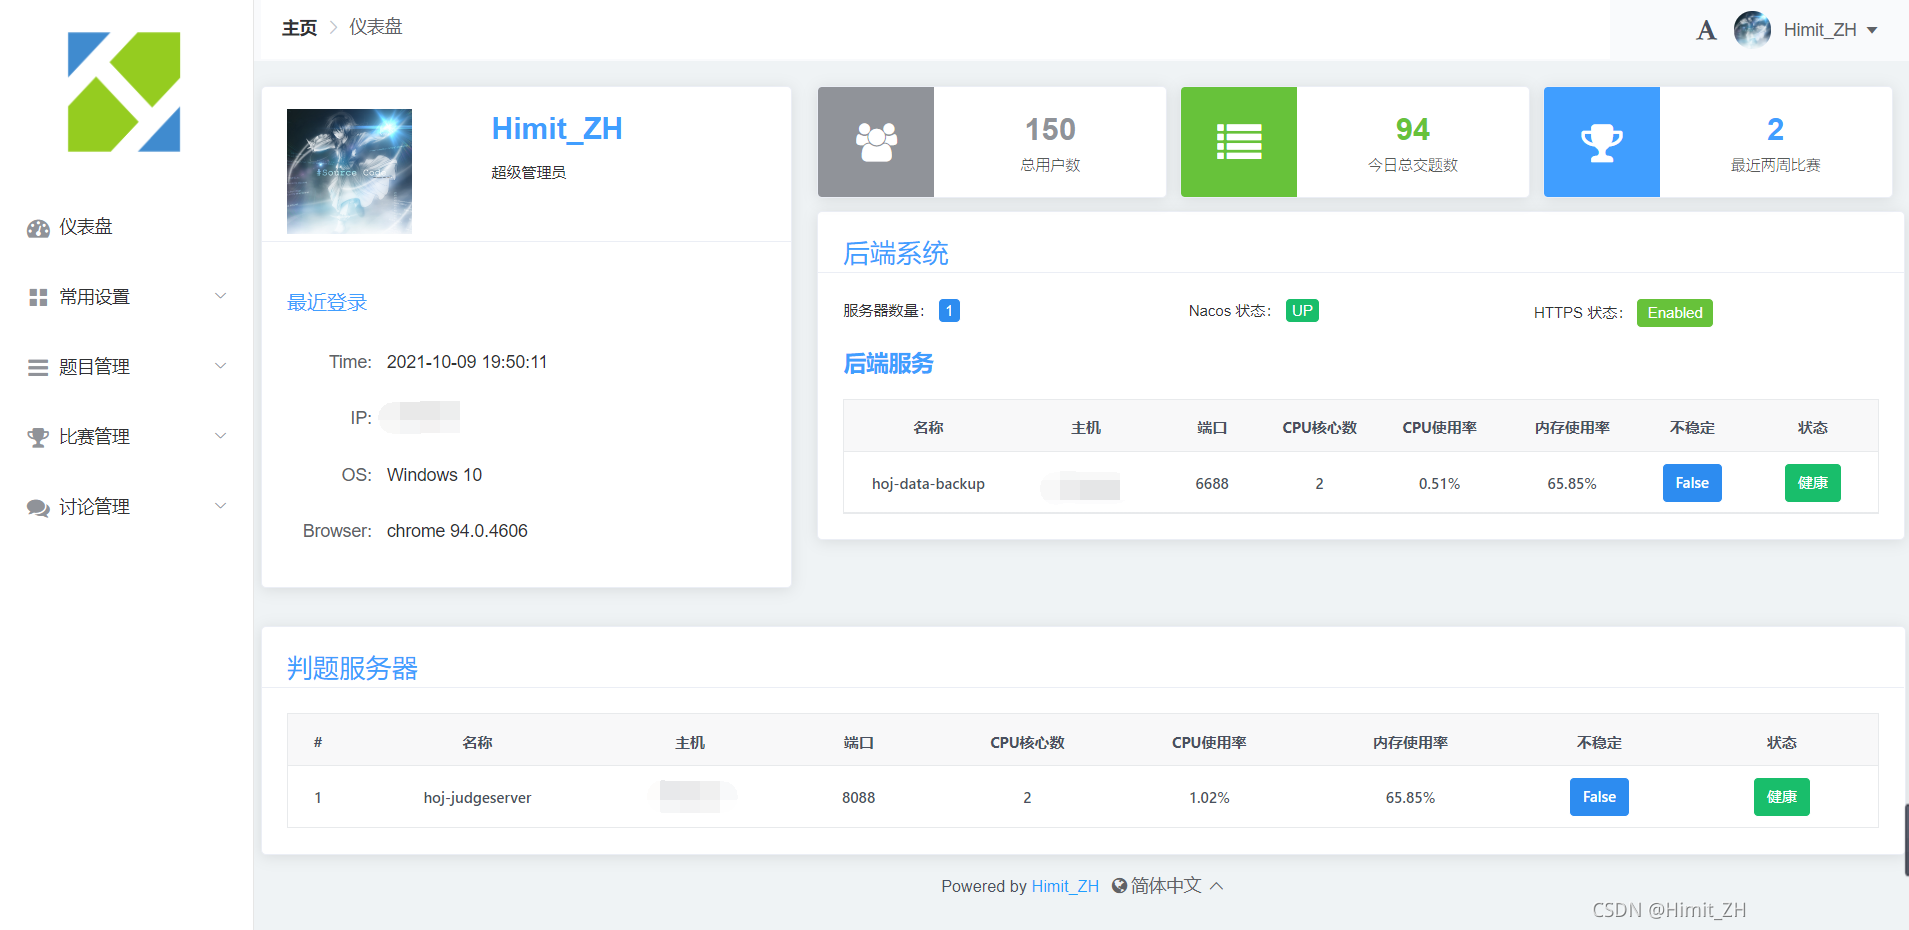 主页 仪表盘
A Himit_ZH
仪表盘
常用设置
题目管理
比赛管理
讨论管理
#Source Code
Himit_ZH
超级管理员
最近登录
Time: 2021-10-09 19:50:11
IP:
OS: Windows 10
Browser: chrome 94.0.4606
150
总用户数
94
今日总交题数
2
最近两周比赛
后端系统
服务器数量: 1 Nacos 状态: UP HTTPS 状态: Enabled
后端服务
名称 主机 端口 CPU核心数 CPU使用率 内存使用率 不稳定 状态
hoj-data-backup 6688 2 0.51% 65.85% False 健康
判题服务器
# 名称 主机 端口 CPU核心数 CPU使用率 内存使用率 不稳定 状态
1 hoj-judgeserver 8088 2 1.02% 65.85% False 健康
Powered by Himit_ZH 简体中文
CSDN @Himit_ZH